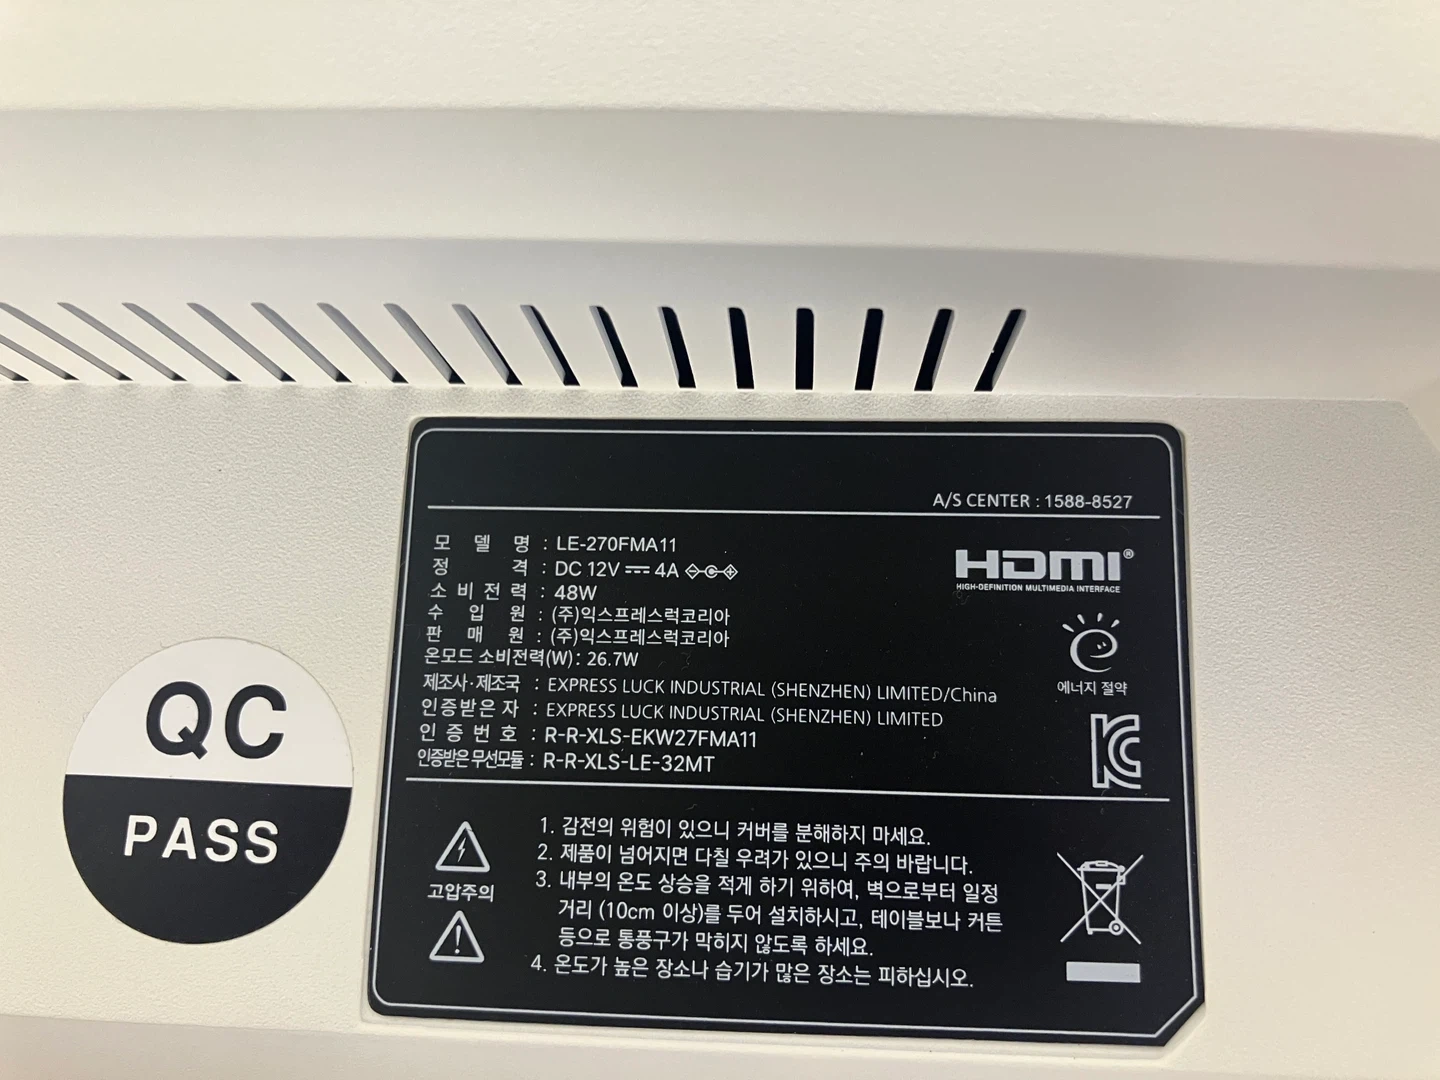 A/S CENTER : 1588-8527
모 델 명 : LE-270FMA11
정 격 : DC 12V 4A
소비전력 : 48W
수 입 원 : (주)익스프레스럭코리아
판 매 원 : (주)익스프레스럭코리아
온모드 소비전력(W) : 26.7W
제조사·제조국 : EXPRESS LUCK INDUSTRIAL (SHENZHEN) LIMITED/China
인증받은자 : EXPRESS LUCK INDUSTRIAL (SHENZHEN) LIMITED
인증번호 : R-R-XLS-EKW27FMA11
인증받은 무선모듈 : R-R-XLS-LE-32MT
HDMI®
HIGH-DEFINITION MULTIMEDIA INTERFACE
에너지 절약
QC
PASS
고압주의
1. 감전의 위험이 있으니 커버를 분해하지 마세요.
2. 제품이 넘어지면 다칠 우려가 있으니 주의 바랍니다.
3. 내부의 온도 상승을 적게 하기 위하여, 벽으로부터 일정
거리 (10cm 이상)를 두어 설치하시고, 테이블보나 커튼
등으로 통풍구가 막히지 않도록 하세요.
4. 온도가 높은 장소나 습기가 많은 장소는 피하십시오.